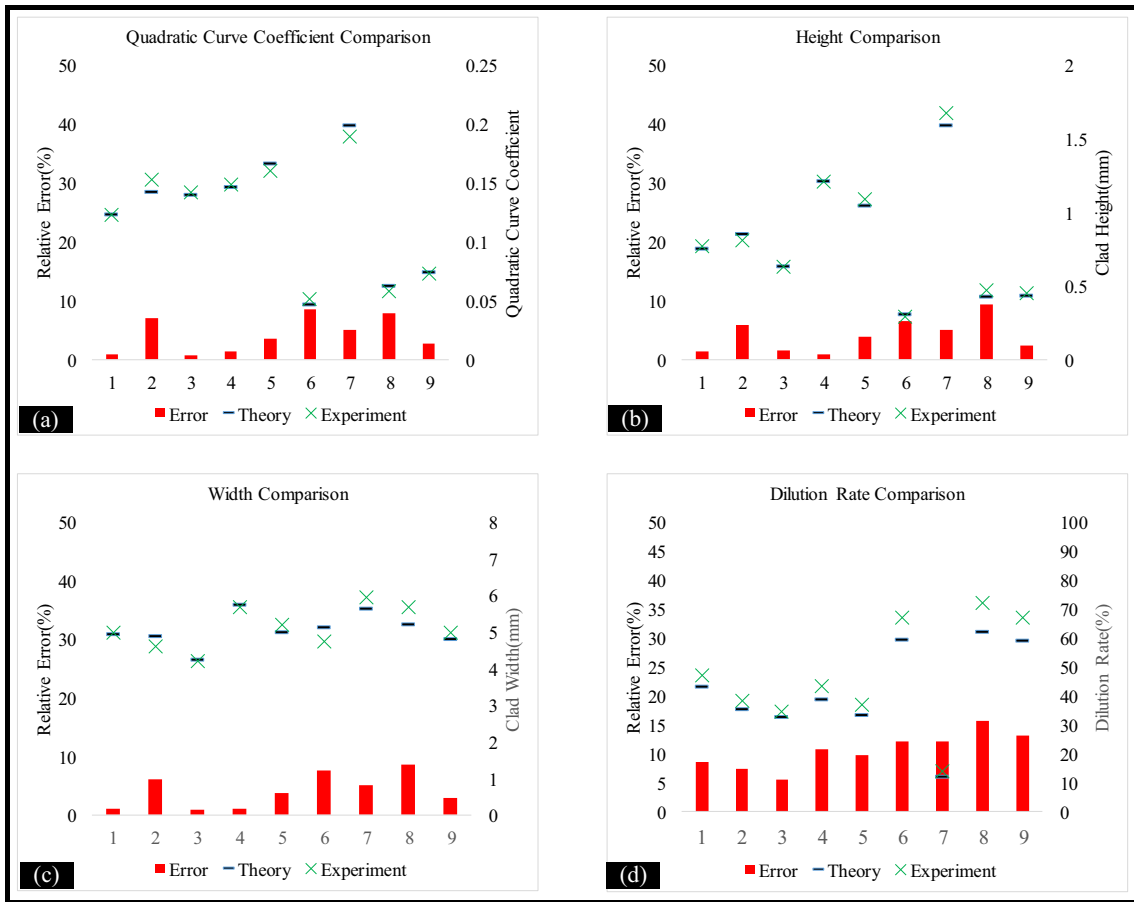 Quadratic Curve Coefficient Comparison
Relative Error(%)
50
40
30
20
10
0
0.25
0.2
0.15
0.1
0.05
0
Quadratic Curve Coefficient
1 2 3 4 5 6 7 8 9
Error Theory Experiment
(a)
Height Comparison
Relative Error(%)
50
40
30
20
10
0
2
1.5
1
0.5
0
Clad Height(mm)
1 2 3 4 5 6 7 8 9
Error Theory Experiment
(b)
Width Comparison
Relative Error(%)
50
40
30
20
10
0
8
7
6
5
4
3
2
1
0
Clad Width(mm)
1 2 3 4 5 6 7 8 9
Error Theory Experiment
(c)
Dilution Rate Comparison
Relative Error(%)
50
45
40
35
30
25
20
15
10
5
0
100
90
80
70
60
50
40
30
20
10
0
Dilution Rate(%)
1 2 3 4 5 6 7 8 9
Error Theory Experiment
(d)